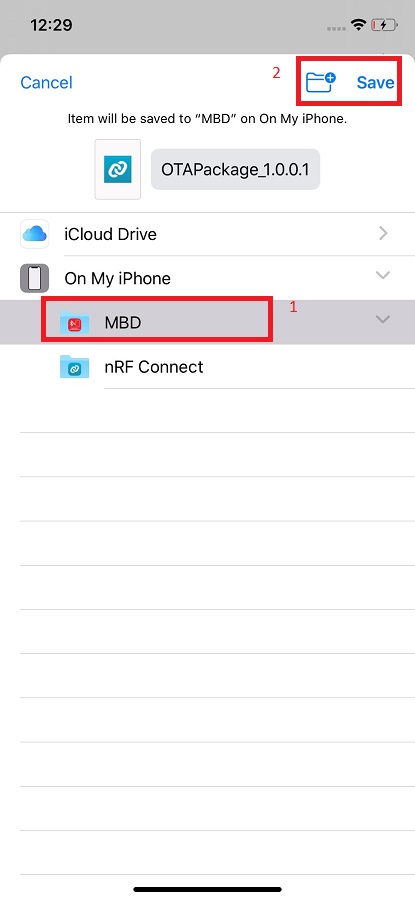 12:29
2
Cancel
Save
Item will be saved to “MBD” on On My iPhone.
OTAPackage_1.0.0.1
iCloud Drive
On My iPhone
1
MBD
nRF Connect